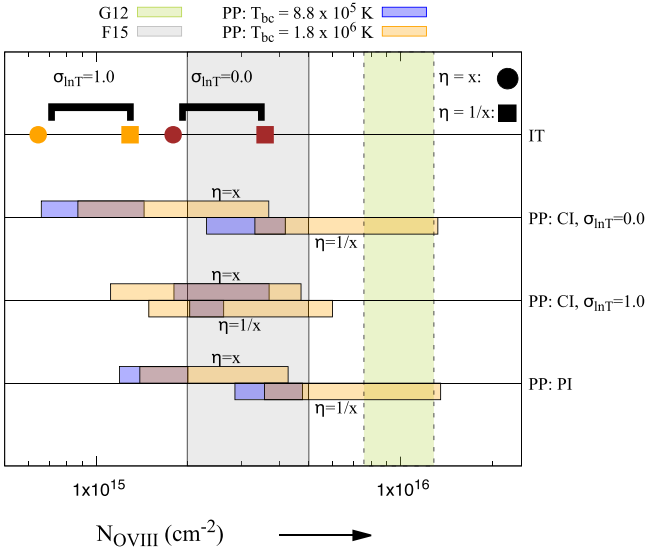 G12 PP: T_bc = 8.8 x 10^5 K
F15 PP: T_bc = 1.8 x 10^6 K
σ_lnT=1.0 σ_lnT=0.0 η = x:
η = 1/x:
IT
η=x
PP: CI, σ_lnT=0.0
η=1/x
η=x
PP: CI, σ_lnT=1.0
η=1/x
η=x
PP: PI
η=1/x
1x10^15 1x10^16
N_OVIII (cm^-2)